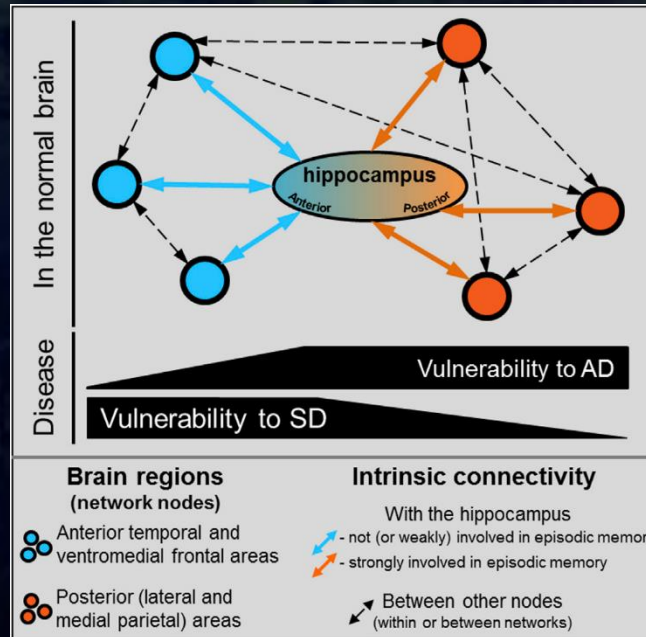 In the normal brain
hippocampus
Anterior
Posterior
Disease
Vulnerability to AD
Vulnerability to SD
Brain regions
(network nodes)
Anterior temporal and
ventromedial frontal areas
Posterior (lateral and
medial parietal) areas
Intrinsic connectivity
With the hippocampus
- not (or weakly) involved in episodic memory
- strongly involved in episodic memory
Between other nodes
(within or between networks)